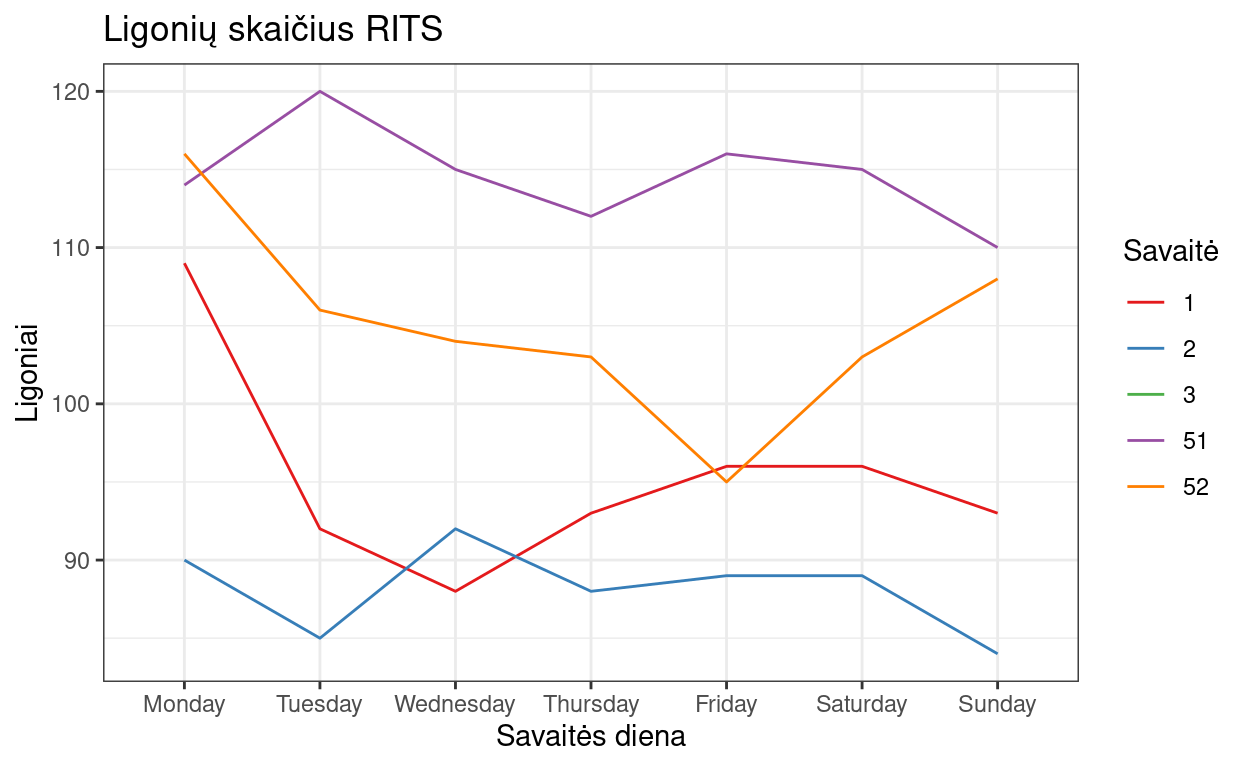 Ligonių skaičius RITS
120
110
100
90
Ligoniai
Monday Tuesday Wednesday Thursday Friday Saturday Sunday
Savaitės diena
Savaitė
1
2
3
51
52